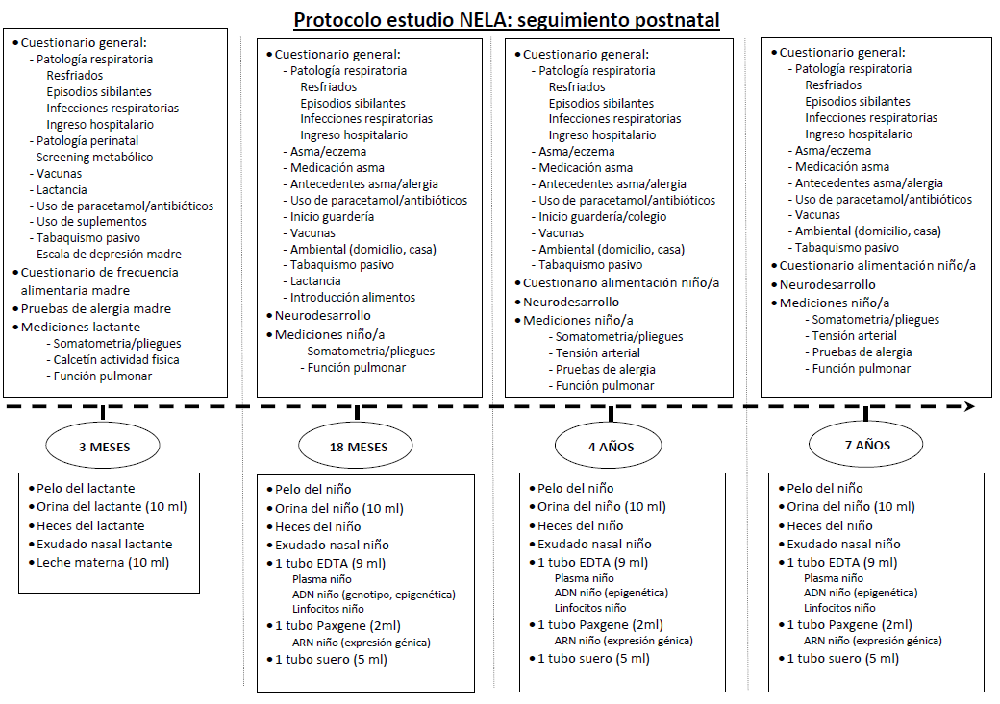 Protocolo estudio NELA: seguimiento postnatal
• Cuestionario general:
- Patología respiratoria
Resfriados
Episodios sibilantes
Infecciones respiratorias
Ingreso hospitalario
- Patología perinatal
- Screening metabólico
- Vacunas
- Lactancia
- Uso de paracetamol/antibióticos
- Uso de suplementos
- Tabaquismo pasivo
- Escala de depresión madre
• Cuestionario de frecuencia
alimentaria madre
• Pruebas de alergia madre
• Mediciones lactante
- Somatometria/pliegues
- Calcetín actividad física
- Función pulmonar
• Cuestionario general:
- Patología respiratoria
Resfriados
Episodios sibilantes
Infecciones respiratorias
Ingreso hospitalario
- Asma/eczema
- Medicación asma
- Antecedentes asma/alergia
- Uso de paracetamol/antibióticos
- Inicio guardería
- Vacunas
- Ambiental (domicilio, casa)
- Tabaquismo pasivo
- Lactancia
- Introducción alimentos
• Neurodesarrollo
• Mediciones niño/a
- Somatometria/pliegues
- Función pulmonar
• Cuestionario general:
- Patología respiratoria
Resfriados
Episodios sibilantes
Infecciones respiratorias
Ingreso hospitalario
- Asma/eczema
- Medicación asma
- Antecedentes asma/alergia
- Uso de paracetamol/antibióticos
- Inicio guardería/colegio
- Vacunas
- Ambiental (domicilio, casa)
- Tabaquismo pasivo
• Cuestionario alimentación niño/a
• Neurodesarrollo
• Mediciones niño/a
- Somatometria/pliegues
- Tensión arterial
- Pruebas de alergia
- Función pulmonar
• Cuestionario general:
- Patología respiratoria
Resfriados
Episodios sibilantes
Infecciones respiratorias
Ingreso hospitalario
- Asma/eczema
- Medicación asma
- Antecedentes asma/alergia
- Uso de paracetamol/antibióticos
- Vacunas
- Ambiental (domicilio, casa)
- Tabaquismo pasivo
• Cuestionario alimentación niño/a
• Neurodesarrollo
• Mediciones niño/a
- Somatometria/pliegues
- Tensión arterial
- Pruebas de alergia
- Función pulmonar
3 MESES
18 MESES
4 AÑOS
7 AÑOS
• Pelo del lactante
• Orina del lactante (10 ml)
• Heces del lactante
• Exudado nasal lactante
• Leche materna (10 ml)
• Pelo del niño
• Orina del niño (10 ml)
• Heces del niño
• Exudado nasal niño
• 1 tubo EDTA (9 ml)
Plasma niño
ADN niño (genotipo, epigenética)
Linfocitos niño
• 1 tubo Paxgene (2ml)
ARN niño (expresión génica)
• 1 tubo suero (5 ml)
• Pelo del niño
• Orina del niño (10 ml)
• Heces del niño
• Exudado nasal niño
• 1 tubo EDTA (9 ml)
Plasma niño
ADN niño (epigenética)
Linfocitos niño
• 1 tubo Paxgene (2ml)
ARN niño (expresión génica)
• 1 tubo suero (5 ml)
• Pelo del niño
• Orina del niño (10 ml)
• Heces del niño
• Exudado nasal niño
• 1 tubo EDTA (9 ml)
Plasma niño
ADN niño (epigenética)
Linfocitos niño
• 1 tubo Paxgene (2ml)
ARN niño (expresión génica)
• 1 tubo suero (5 ml)